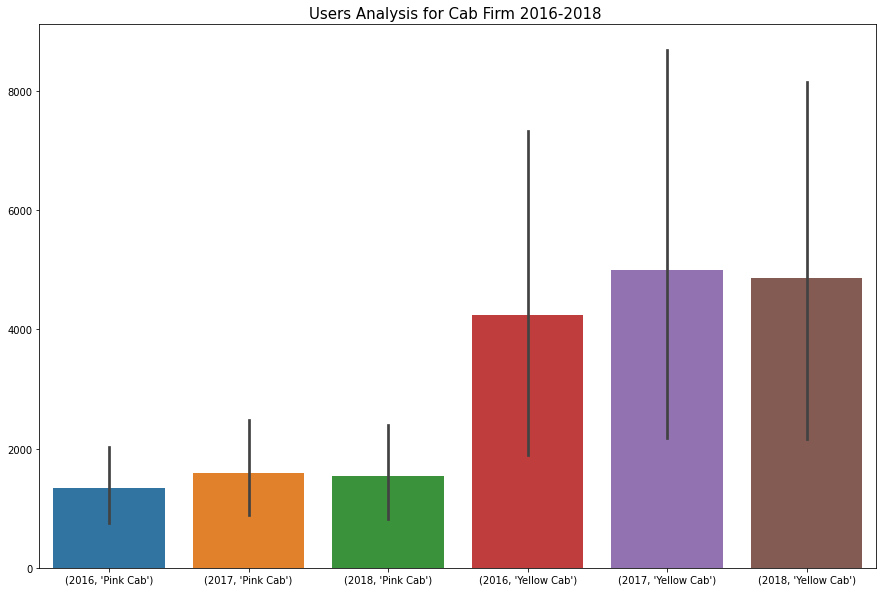 Users Analysis for Cab Firm 2016-2018
8000
6000
4000
2000
0
(2016, 'Pink Cab')
(2017, 'Pink Cab')
(2018, 'Pink Cab')
(2016, 'Yellow Cab')
(2017, 'Yellow Cab')
(2018, 'Yellow Cab')